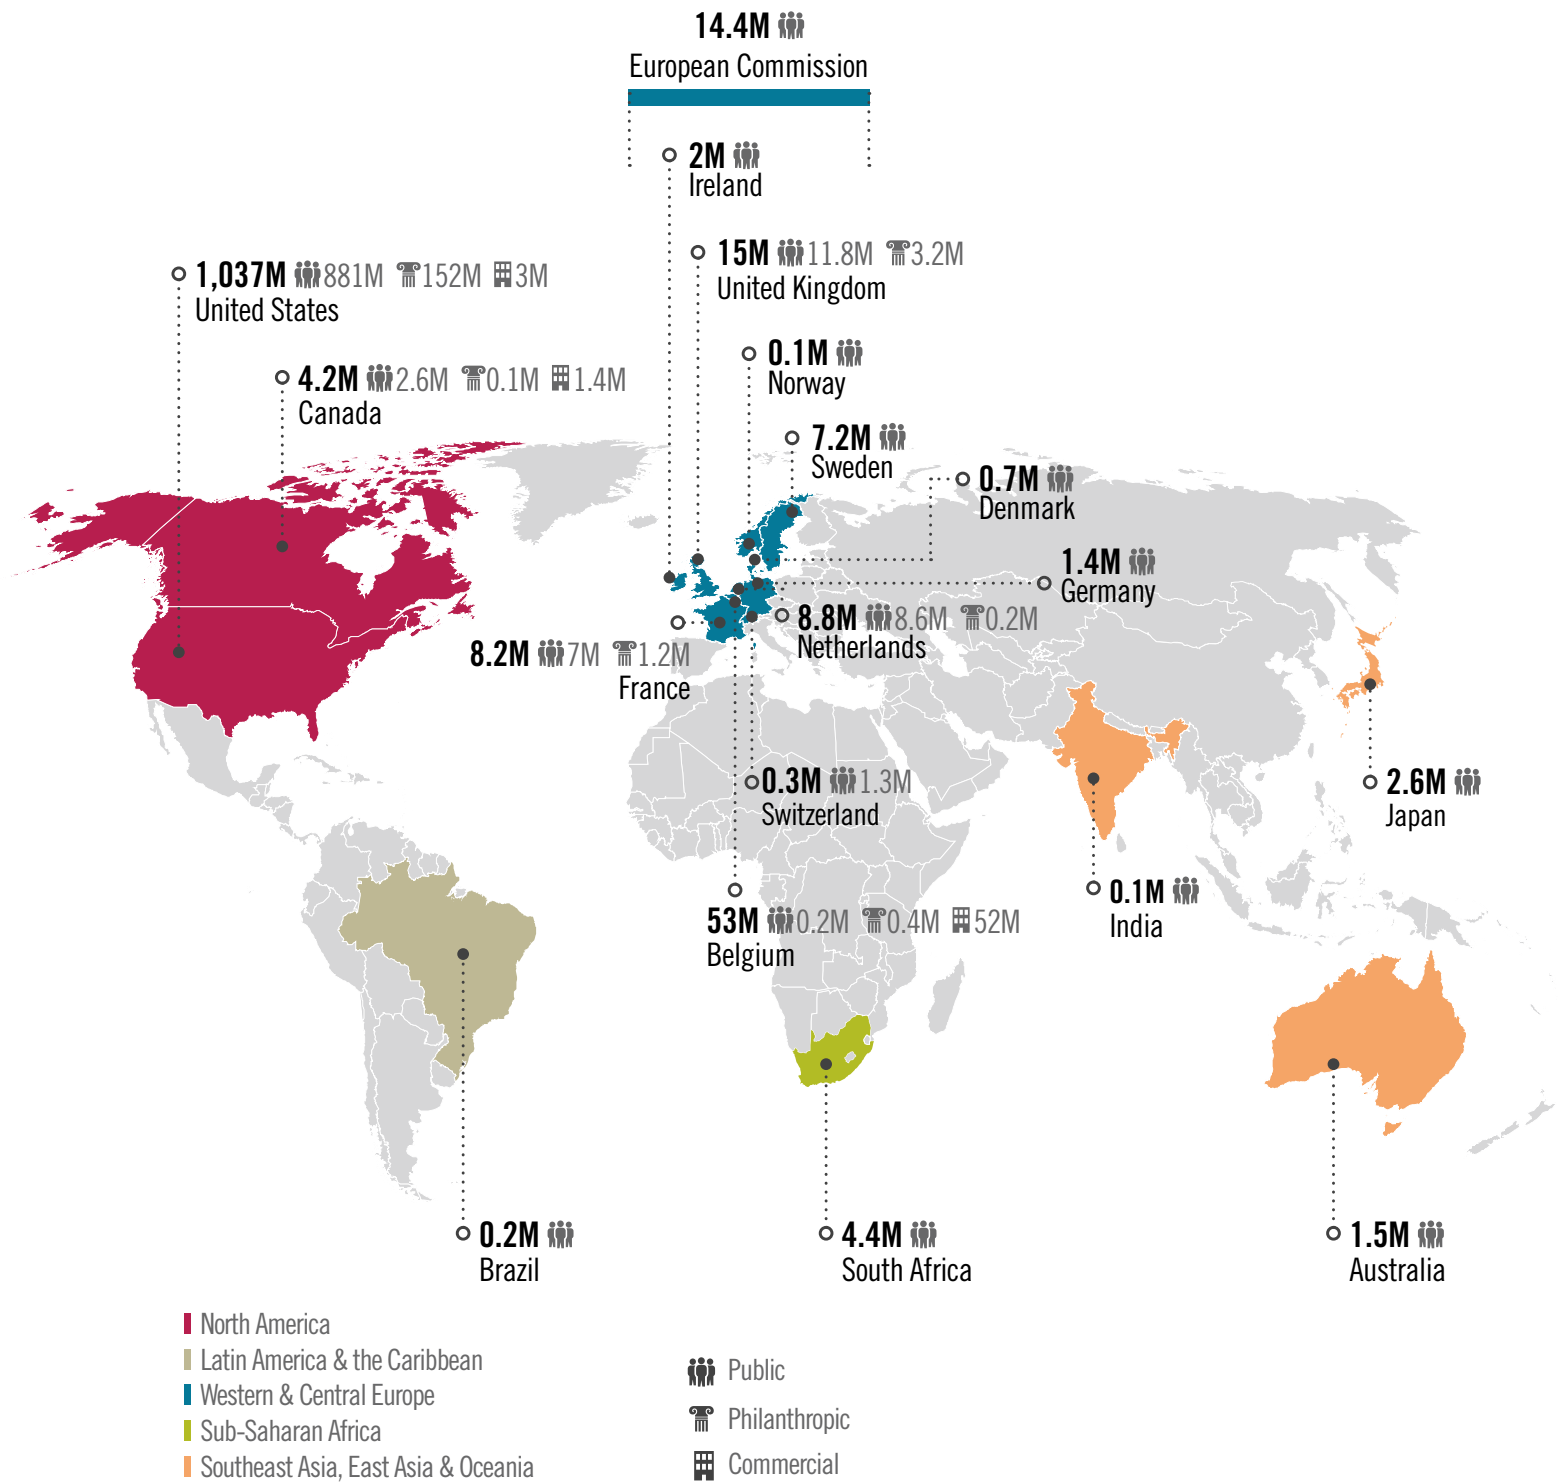 14.4M
European Commission
2M
Ireland
15M 11.8M 3.2M
United Kingdom
1,037M 881M 152M 3M
United States
0.1M
Norway
4.2M 2.6M 0.1M 1.4M
Canada
7.2M
Sweden
0.7M
Denmark
1.4M
Germany
8.8M 8.6M 0.2M
Netherlands
8.2M 7M 1.2M
France
0.3M 1.3M
Switzerland
2.6M
Japan
0.1M
India
53M 0.2M 0.4M 52M
Belgium
0.2M
Brazil
4.4M
South Africa
1.5M
Australia
North America
Latin America & the Caribbean
Western & Central Europe
Sub-Saharan Africa
Southeast Asia, East Asia & Oceania
Public
Philanthropic
Commercial